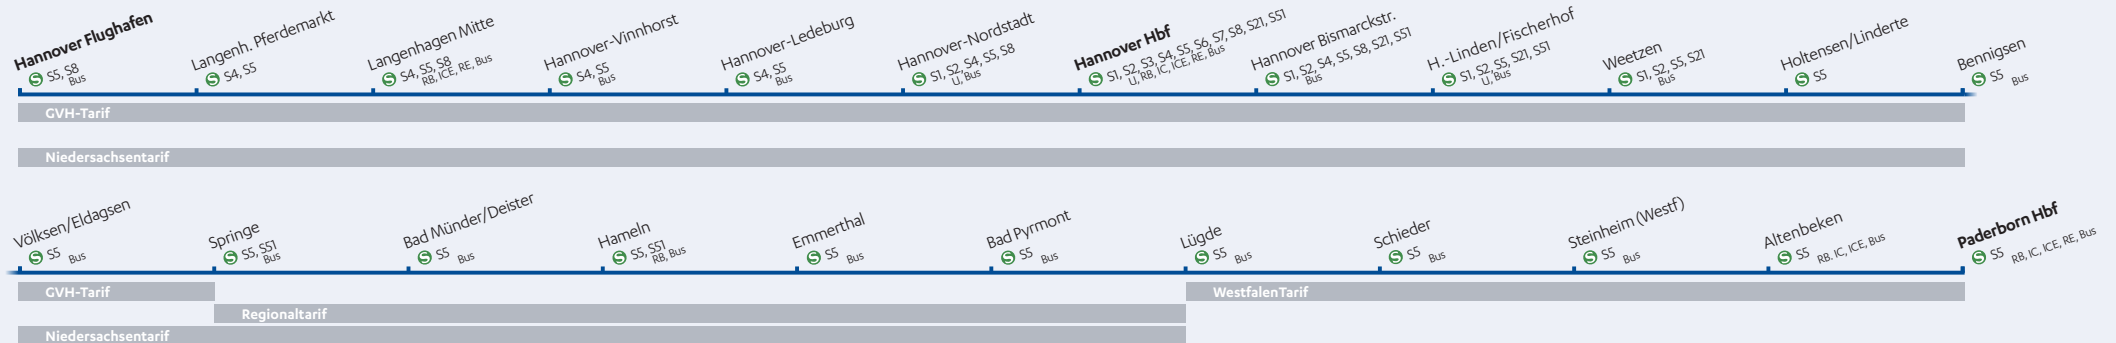 Hannover Flughafen
S S5, S8
Bus
Langenh. Pferdemarkt
S S4, S5
Langenhagen Mitte
S S4, S5, S8
RB, ICE, RE, Bus
Hannover-Vinnhorst
S S4, S5
Bus
Hannover-Ledeburg
S S4, S5
Bus
Hannover-Nordstadt
S S1, S2, S4, S5, S8
U, Bus
Hannover Hbf
S S1, S2, S3, S4, S5, S6, S7, S8, S21, S51
U, RB, IC, ICE, RE, Bus
Hannover Bismarckstr.
S S1, S2, S4, S5, S8, S21, S51
Bus
H.-Linden/Fischerhof
S S1, S2, S5, S21, S51
U, Bus
Weetzen
S S1, S2, S5, S21
Bus
Holtensen/Linderte
S S5
Bennigsen
S S5 Bus
GVH-Tarif
Niedersachsentarif
Völksen/Eldagsen
S S5 Bus
Springe
S S5, S51
Bus
Bad Münder/Deister
S S5 Bus
Hameln
S S5, S51
RB, Bus
Emmerthal
S S5 Bus
Bad Pyrmont
S S5 Bus
Lügde
S S5 Bus
Schieder
S S5 Bus
Steinheim (Westf)
S S5 Bus
Altenbeken
S S5 RB, IC, ICE, Bus
Paderborn Hbf
S S5 RB, IC, ICE, RE, Bus
GVH-Tarif
WestfalenTarif
Regionaltarif
Niedersachsentarif